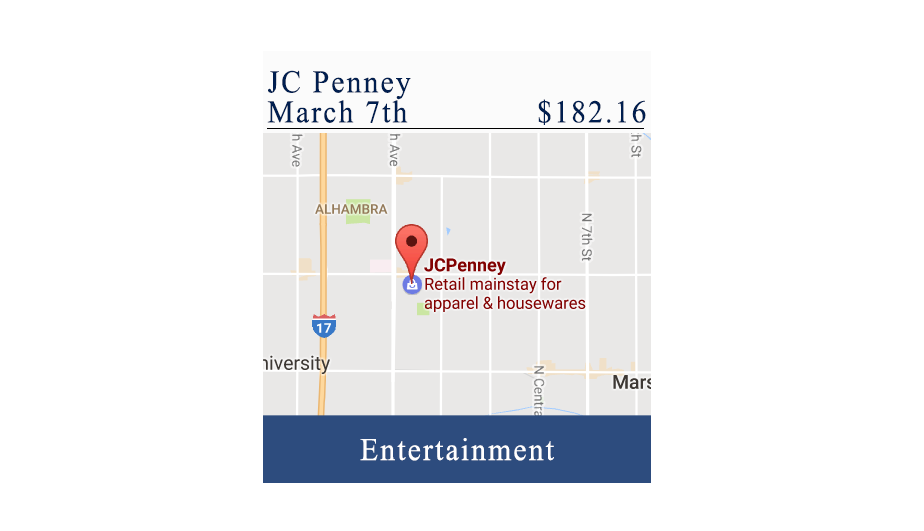 JC Penney
March 7th $182.16
h Ave
h Ave
h St
ALHAMBRA
N 7th St
JCPenney
Retail mainstay for
apparel & housewares
17
niversity
Mars
N Centra
Entertainment